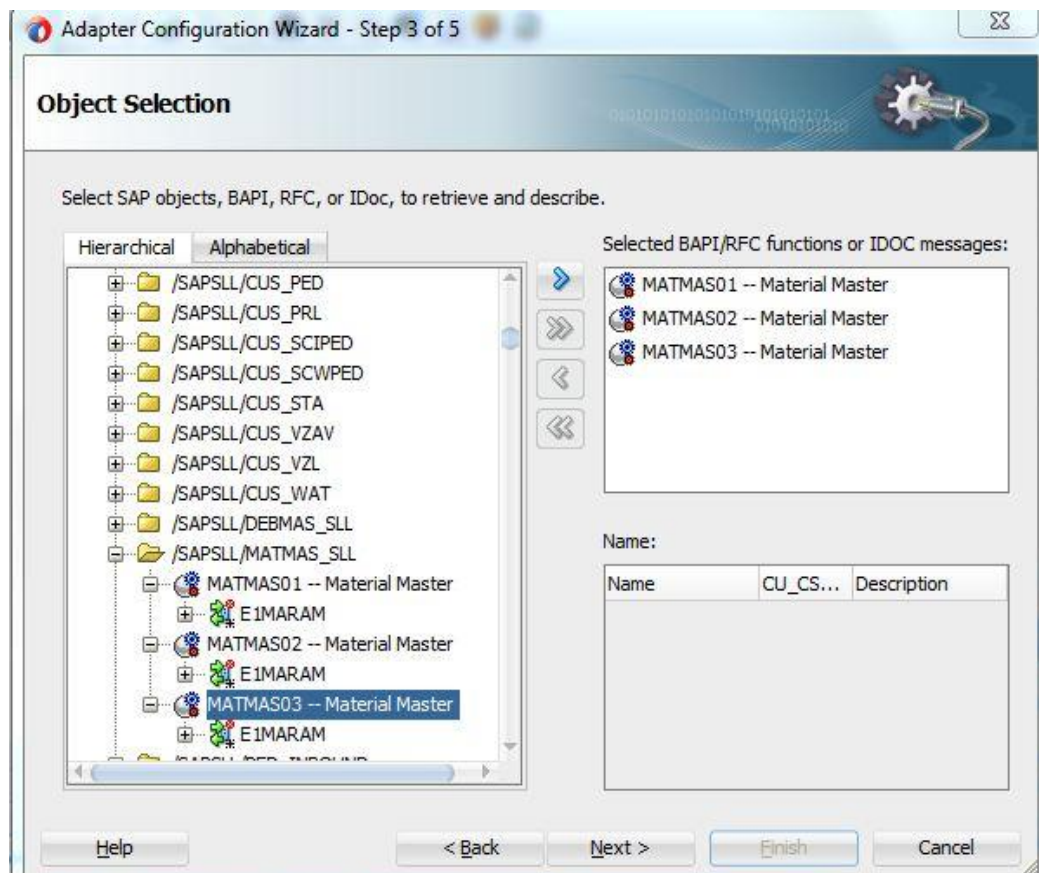 Adapter Configuration Wizard - Step 3 of 5
Object Selection
Select SAP objects, BAPI, RFC, or IDoc, to retrieve and describe.
Hierarchical Alphabetical
/SAPSLL/CUS_PED
/SAPSLL/CUS_PRL
/SAPSLL/CUS_SCIPED
/SAPSLL/CUS_SCWPED
/SAPSLL/CUS_STA
/SAPSLL/CUS_VZAV
/SAPSLL/CUS_VZL
/SAPSLL/CUS_WAT
/SAPSLL/DEBMAS_SLL
/SAPSLL/MATMAS_SLL
MATMAS01 -- Material Master
E1MARAM
MATMAS02 -- Material Master
E1MARAM
MATMAS03 -- Material Master
E1MARAM
Selected BAPI/RFC functions or IDOC messages:
MATMAS01 -- Material Master
MATMAS02 -- Material Master
MATMAS03 -- Material Master
Name:
Name CU_CS... Description
Help < Back Next > Finish Cancel